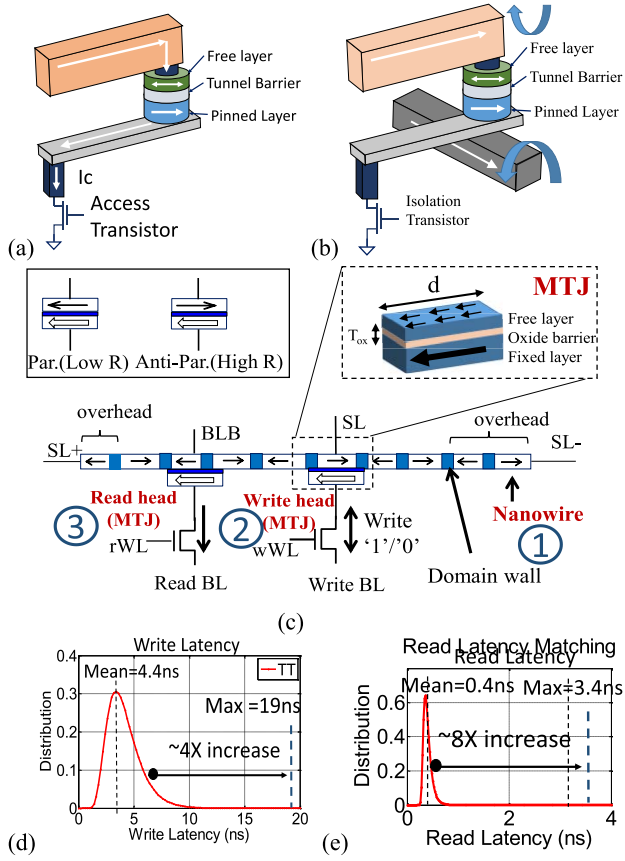 Free layer
Tunnel Barrier
Pinned Layer
Ic
Access
Transistor
(a)
Free layer
Tunnel Barrier
Pinned Layer
Isolation
Transistor
(b)
Par.(Low R) Anti-Par.(High R)
MTJ
d
Tox
Free layer
Oxide barrier
Fixed layer
overhead
BLB
SL
overhead
SL+
SL-
Read head
(MTJ)
3
rWL
Read BL
Write head
(MTJ)
2
wWL
Write
‘1’/‘0’
Write BL
Nanowire
1
Domain wall
(c)
Write Latency
Mean=4.4ns
TT
Max =19ns
~4X increase
Distribution
0.4
0.3
0.2
0.1
0
0 5 10 15 20
Write Latency (ns)
(d)
Read Latency Matching
Read Latency
Mean=0.4ns
Max=3.4ns
~8X increase
Distribution
0.6
0.4
0.2
0
0 2 4
Read Latency (ns)
(e)